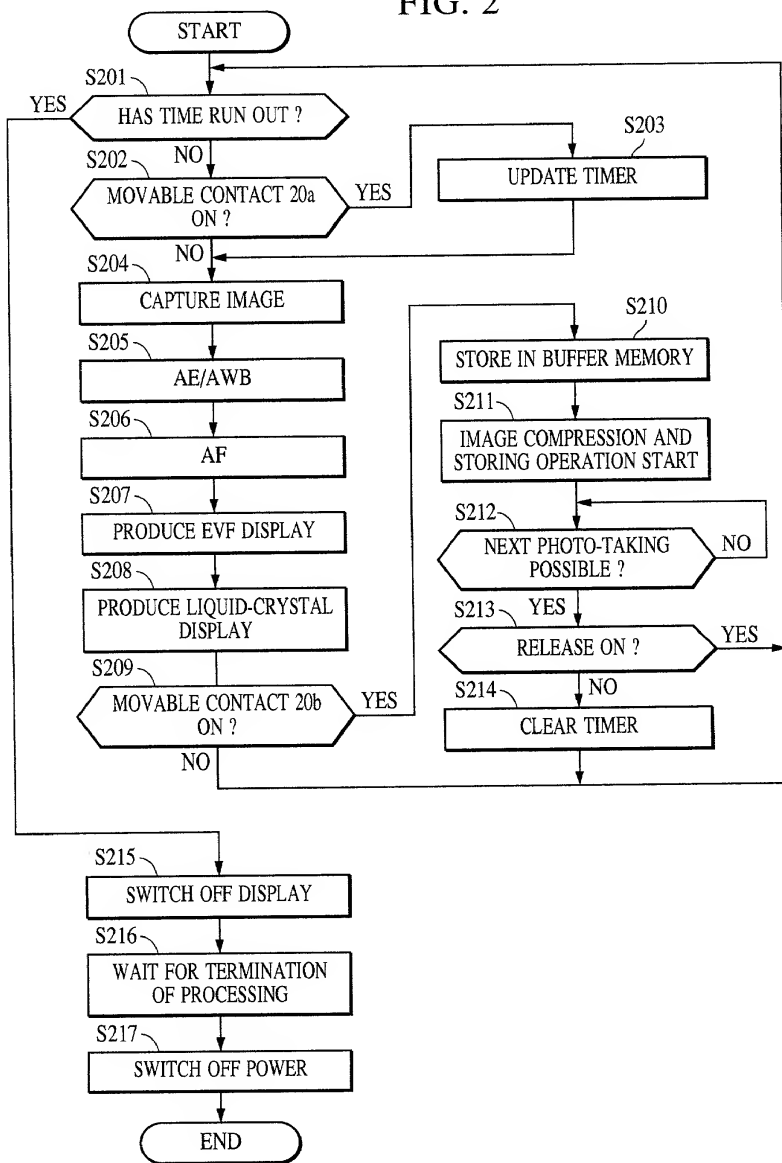 FIG. 2
START
S201
YES
HAS TIME RUN OUT ?
NO
S202
MOVABLE CONTACT 20a
ON ?
YES
S203
UPDATE TIMER
NO
S204
CAPTURE IMAGE
S205
AE/AWB
S206
AF
S207
PRODUCE EVF DISPLAY
S208
PRODUCE LIQUID-CRYSTAL
DISPLAY
S209
MOVABLE CONTACT 20b
ON ?
YES
NO
S210
STORE IN BUFFER MEMORY
S211
IMAGE COMPRESSION AND
STORING OPERATION START
S212
NEXT PHOTO-TAKING
POSSIBLE ?
NO
YES
S213
RELEASE ON ?
YES
NO
S214
CLEAR TIMER
S215
SWITCH OFF DISPLAY
S216
WAIT FOR TERMINATION
OF PROCESSING
S217
SWITCH OFF POWER
END